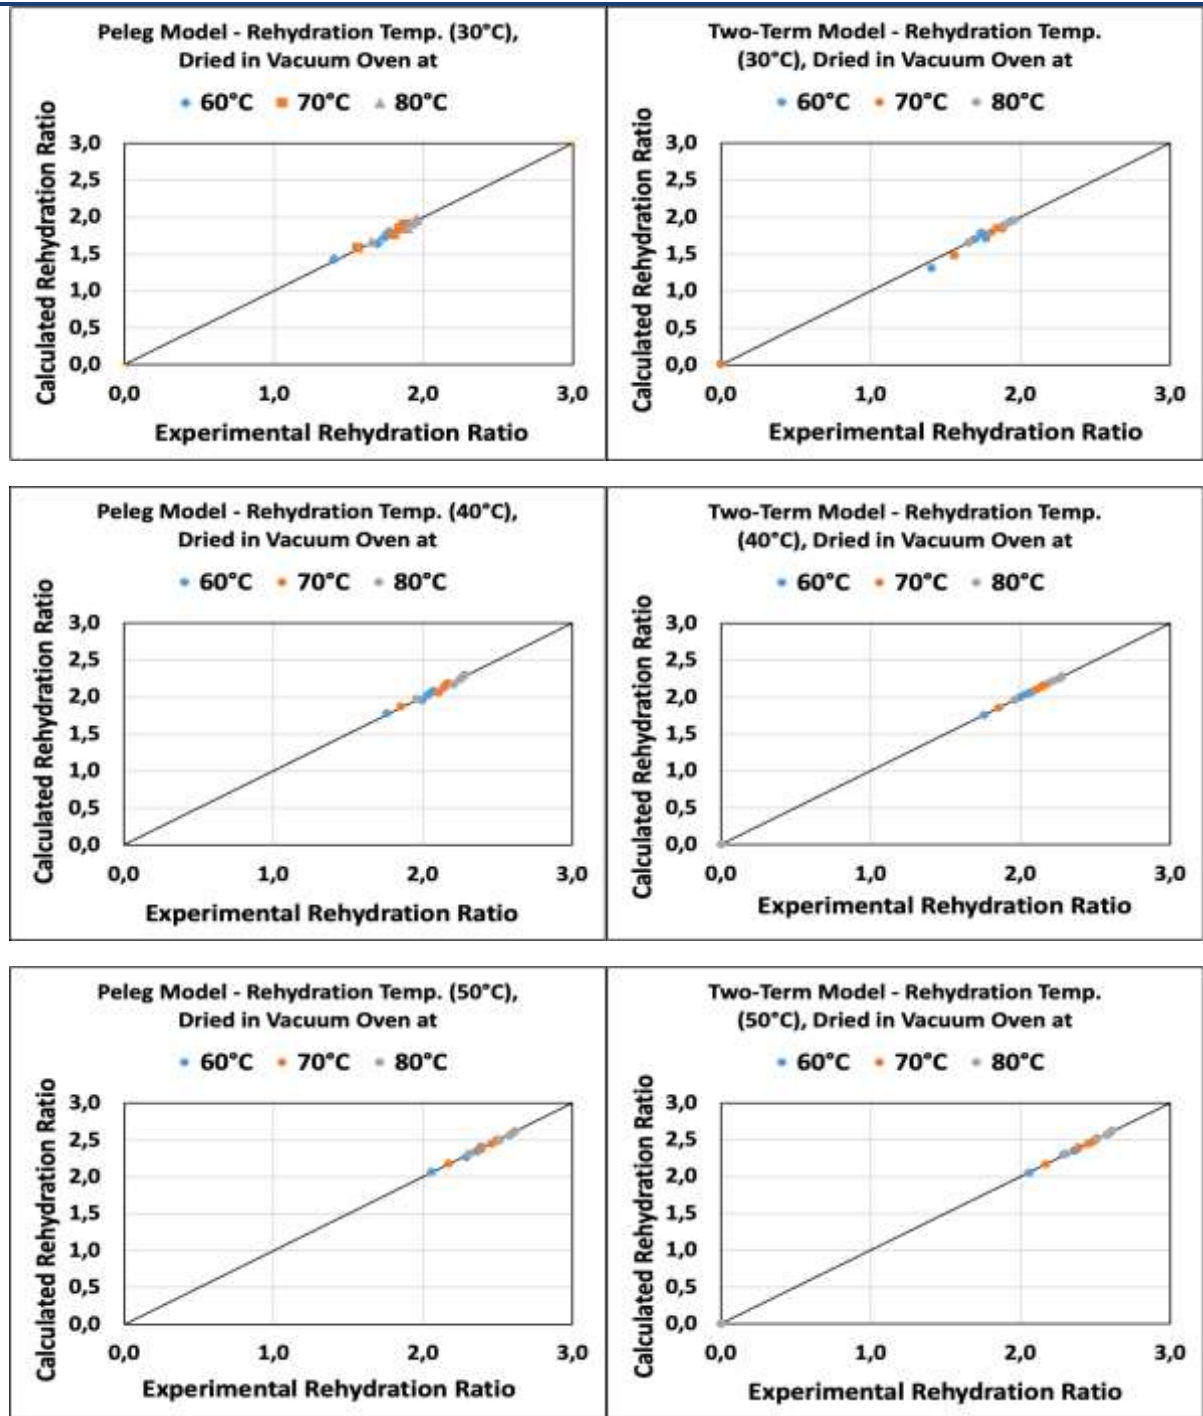 Peleg Model - Rehydration Temp. (30°C),
Dried in Vacuum Oven at
60°C 70°C 80°C
Calculated Rehydration Ratio
3,0
2,5
2,0
1,5
1,0
0,5
0,0
0,0 1,0 2,0 3,0
Experimental Rehydration Ratio
Two-Term Model - Rehydration Temp.
(30°C), Dried in Vacuum Oven at
60°C 70°C 80°C
Calculated Rehydration Ratio
3,0
2,5
2,0
1,5
1,0
0,5
0,0
0,0 1,0 2,0 3,0
Experimental Rehydration Ratio
Peleg Model - Rehydration Temp. (40°C),
Dried in Vacuum Oven at
60°C 70°C 80°C
Calculated Rehydration Ratio
3,0
2,5
2,0
1,5
1,0
0,5
0,0
0,0 1,0 2,0 3,0
Experimental Rehydration Ratio
Two-Term Model - Rehydration Temp.
(40°C), Dried in Vacuum Oven at
60°C 70°C 80°C
Calculated Rehydration Ratio
3,0
2,5
2,0
1,5
1,0
0,5
0,0
0,0 1,0 2,0 3,0
Experimental Rehydration Ratio
Peleg Model - Rehydration Temp. (50°C),
Dried in Vacuum Oven at
60°C 70°C 80°C
Calculated Rehydration Ratio
3,0
2,5
2,0
1,5
1,0
0,5
0,0
0,0 1,0 2,0 3,0
Experimental Rehydration Ratio
Two-Term Model - Rehydration Temp.
(50°C), Dried in Vacuum Oven at
60°C 70°C 80°C
Calculated Rehydration Ratio
3,0
2,5
2,0
1,5
1,0
0,5
0,0
0,0 1,0 2,0 3,0
Experimental Rehydration Ratio